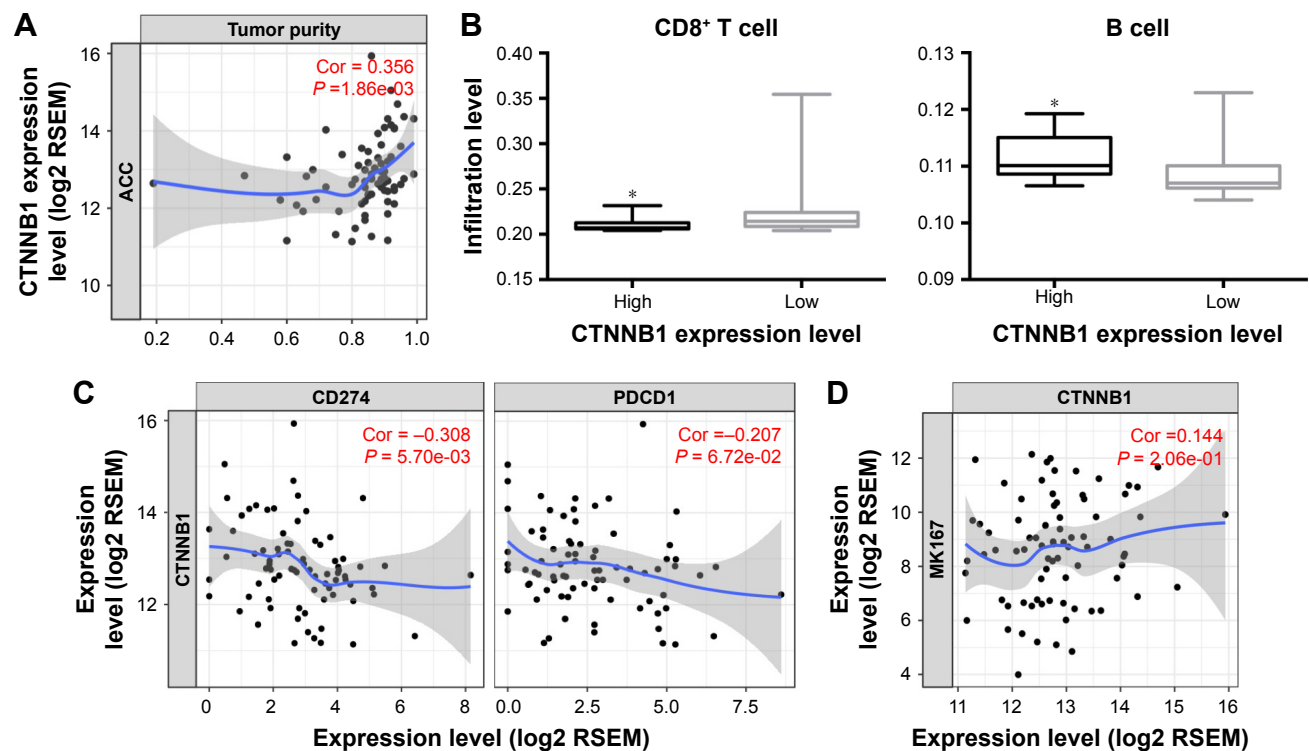 A
Tumor purity
Cor = 0.356
P =1.86e-03
ACC
CTNNB1 expression
level (log2 RSEM)
16
14
12
10
0.2
0.4
0.6
0.8
1.0
B
CD8⁺ T cell
Infiltration level
0.40
0.35
0.30
0.25
0.20
0.15
*
High
Low
CTNNB1 expression level
B cell
0.13
0.12
0.11
0.10
0.09
*
High
Low
CTNNB1 expression level
C
CD274
PDCD1
Cor = –0.308
P = 5.70e-03
Cor =–0.207
P = 6.72e-02
CTNNB1
Expression
level (log2 RSEM)
16
14
12
0
2
4
6
8
0.0
2.5
5.0
7.5
Expression level (log2 RSEM)
D
CTNNB1
Cor =0.144
P = 2.06e-01
MK167
Expression
level (log2 RSEM)
12
10
8
6
4
11
12
13
14
15
16
Expression level (log2 RSEM)